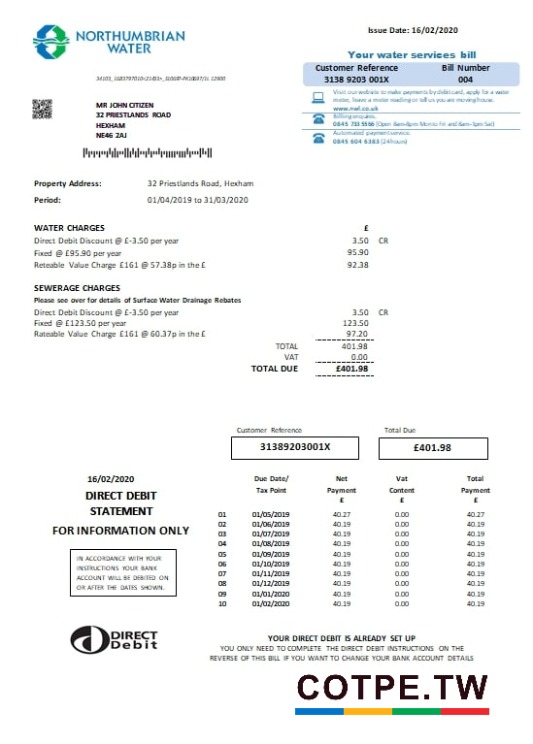 NORTHUMBRIAN
WATER
Issue Date: 16/02/2020
Your water services bill
Customer Reference Bill Number
3138 9203 001X 004
Visit our website to make payments by debit card, apply for a water
meter, leave a meter reading or tell us you are moving house.
www.nwl.co.uk
Billing enquiries
0845 733 5566 (Open 8am-8pm Mon to Fri and 8am-1pm Sat)
Automated payment service
0845 604 6383 (24 hours)
MR JOHN CITIZEN
32 PRIESTLANDS ROAD
HEXHAM
NE46 2AJ
Property Address: 32 Priestlands Road, Hexham
Period: 01/04/2019 to 31/03/2020
WATER CHARGES £
Direct Debit Discount @ £-3.50 per year 3.50 CR
Fixed @ £95.90 per year 95.90
Rateable Value Charge £161 @ 57.38p in the £ 92.38
SEWERAGE CHARGES
Please see over for details of Surface Water Drainage Rebates
Direct Debit Discount @ £-3.50 per year 3.50 CR
Fixed @ £123.50 per year 123.50
Rateable Value Charge £161 @ 60.37p in the £ 97.20
TOTAL 401.98
VAT 0.00
TOTAL DUE £401.98
Customer Reference Total Due
31389203001X £401.98
16/02/2020
DIRECT DEBIT
STATEMENT
FOR INFORMATION ONLY
IN ACCORDANCE WITH YOUR
INSTRUCTIONS YOUR BANK
ACCOUNT WILL BE DEBITED ON
OR AFTER THE DATES SHOWN.
Due Date/ Net Vat Total
Tax Point Payment Content Payment
£ £ £
01 01/05/2019 40.27 0.00 40.27
02 01/06/2019 40.19 0.00 40.19
03 01/07/2019 40.19 0.00 40.19
04 01/08/2019 40.19 0.00 40.19
05 01/09/2019 40.19 0.00 40.19
06 01/10/2019 40.19 0.00 40.19
07 01/11/2019 40.19 0.00 40.19
08 01/12/2019 40.19 0.00 40.19
09 01/01/2020 40.19 0.00 40.19
10 01/02/2020 40.19 0.00 40.19
DIRECT
Debit
YOUR DIRECT DEBIT IS ALREADY SET UP
YOU ONLY NEED TO COMPLETE THE DIRECT DEBIT INSTRUCTIONS ON THE
REVERSE OF THIS BILL IF YOU WANT TO CHANGE YOUR BANK ACCOUNT DETAILS
COTPE.TW